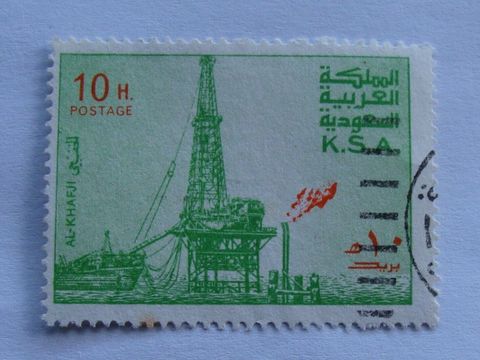 10 H.
POSTAGE
المملكة
العربية
السعودية
K.S.A
AL-KHAFJI الخفجي
١٠ هـ
بريد